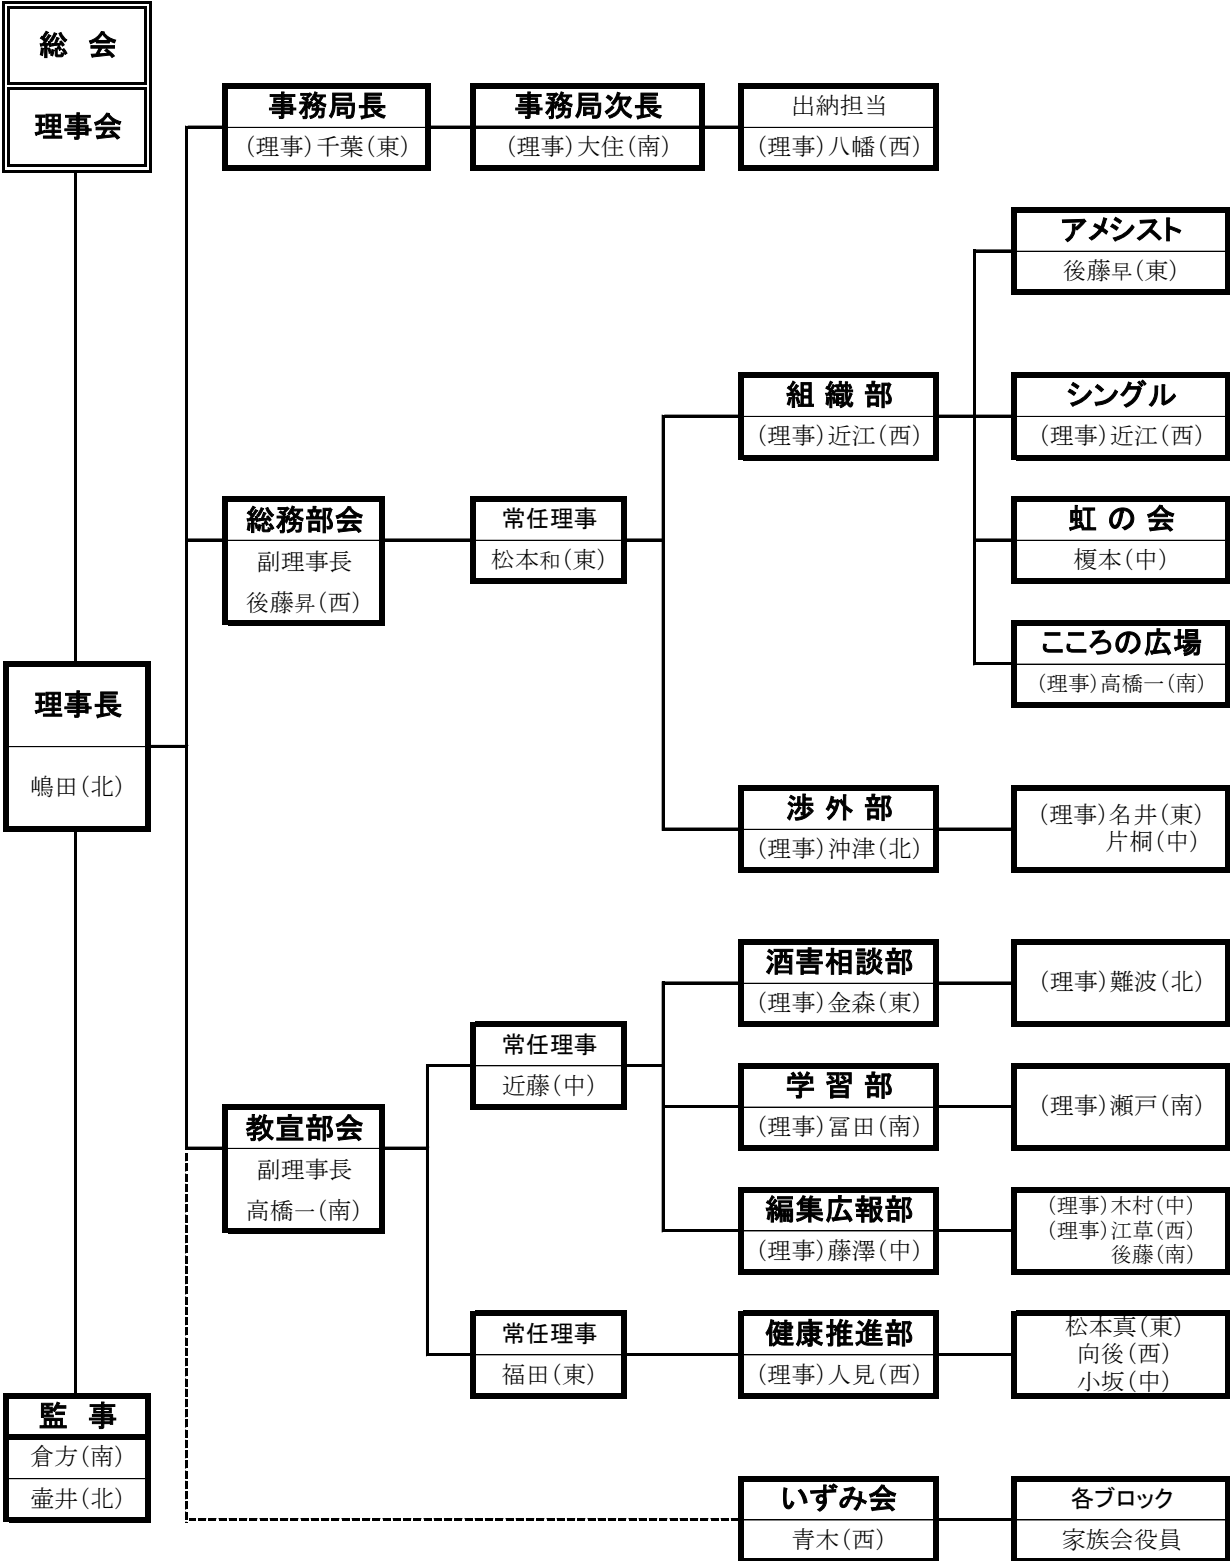 総 会
理事会
事務局長
(理事)千葉(東)
事務局次長
(理事)大住(南)
出納担当
(理事)八幡(西)
アメシスト
後藤早(東)
組 織 部
(理事)近江(西)
シングル
(理事)近江(西)
総務部会
副理事長
後藤昇(西)
常任理事
松本和(東)
虹 の 会
榎本(中)
こころの広場
(理事)高橋一(南)
理事長
嶋田(北)
渉 外 部
(理事)沖津(北)
(理事)名井(東)
片桐(中)
酒害相談部
(理事)金森(東)
(理事)難波(北)
常任理事
近藤(中)
学 習 部
(理事)冨田(南)
(理事)瀬戸(南)
教宣部会
副理事長
高橋一(南)
編集広報部
(理事)藤澤(中)
(理事)木村(中)
(理事)江草(西)
後藤(南)
常任理事
福田(東)
健康推進部
(理事)人見(西)
松本真(東)
向後(西)
小坂(中)
監 事
倉方(南)
壷井(北)
いずみ会
青木(西)
各ブロック
家族会役員